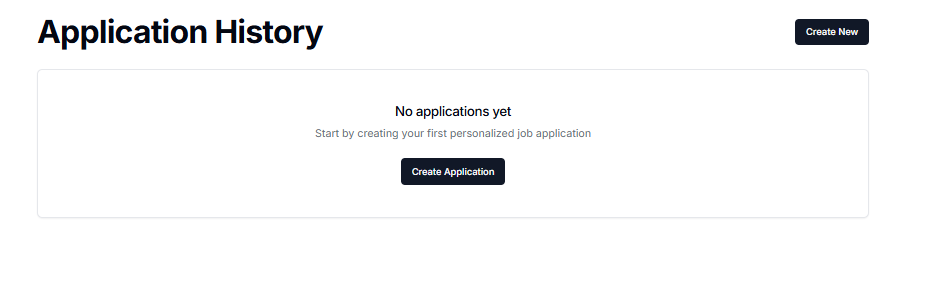 Application History
Create New
No applications yet
Start by creating your first personalized job application
Create Application